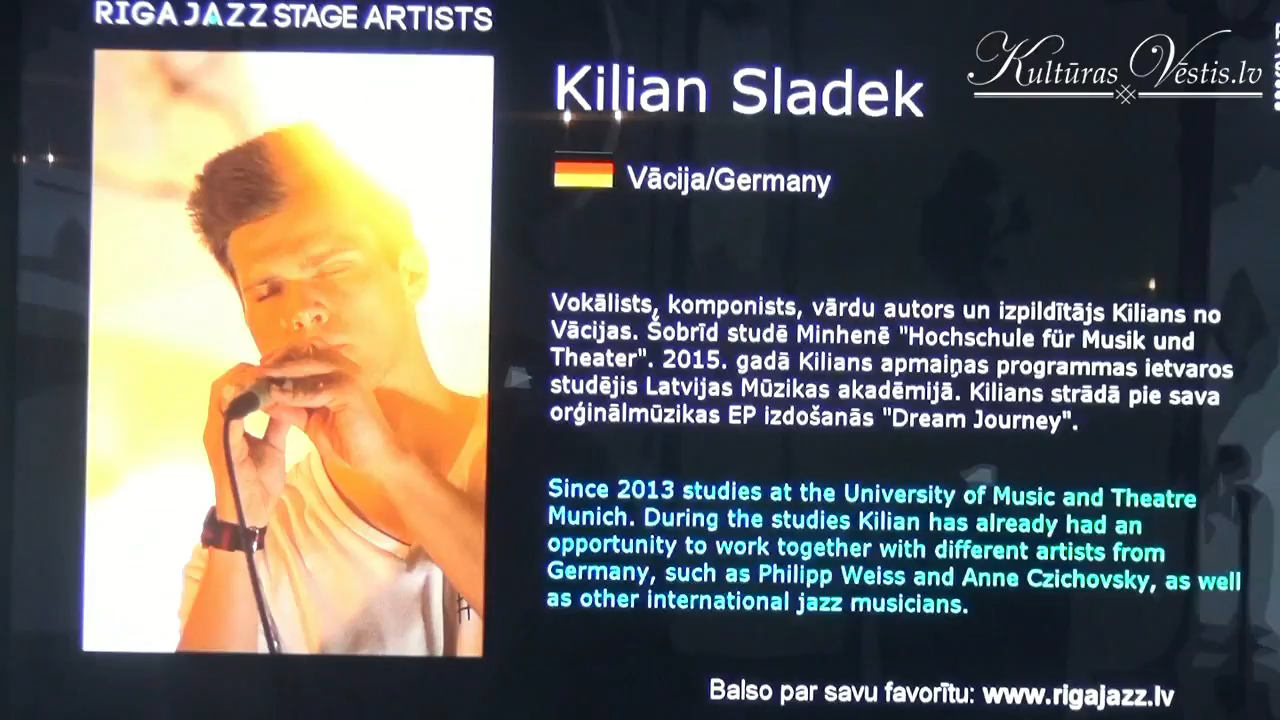 RIGA JAZZ STAGE ARTISTS
Kultūras Vēstis.lv
Kilian Sladek
Vācija/Germany
Vokālists, komponists, vārdu autors un izpildītājs Kilians no
Vācijas. Šobrīd studē Minhenē "Hochschule für Musik und
Theater". 2015. gadā Kilians apmaiņas programmas ietvaros
studējis Latvijas Mūzikas akadēmijā. Kilians strādā pie sava
orģinālmūzikas EP izdošanās "Dream Journey".
Since 2013 studies at the University of Music and Theatre
Munich. During the studies Kilian has already had an
opportunity to work together with different artists from
Germany, such as Philipp Weiss and Anne Czichovsky, as well
as other international jazz musicians.
Balso par savu favorītu: www.rigajazz.lv